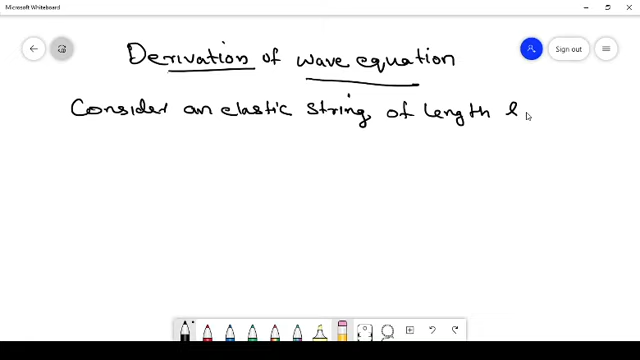 Microsoft Whiteboard
Sign out
Derivation of wave equation
Consider an elastic string of length l